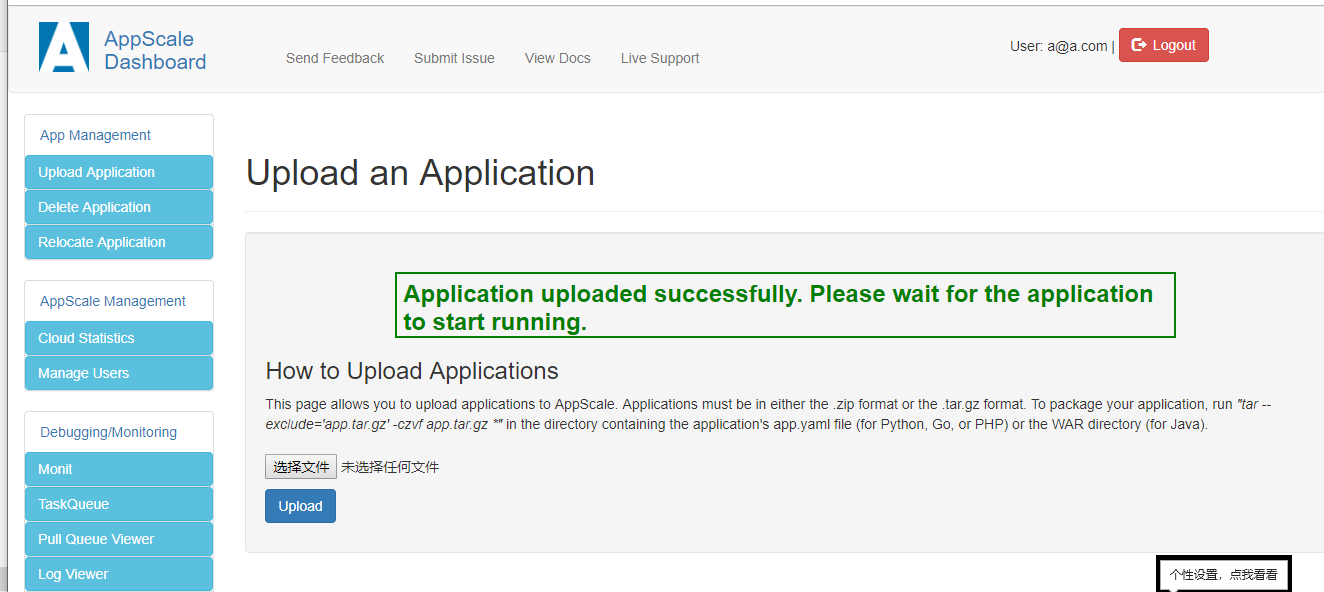 AppScale
Dashboard
Send Feedback
Submit Issue
View Docs
Live Support
User: a@a.com |
Logout
App Management
Upload Application
Delete Application
Relocate Application
AppScale Management
Cloud Statistics
Manage Users
Debugging/Monitoring
Monit
TaskQueue
Pull Queue Viewer
Log Viewer
Upload an Application
Application uploaded successfully. Please wait for the application
to start running.
How to Upload Applications
This page allows you to upload applications to AppScale. Applications must be in either the .zip format or the .tar.gz format. To package your application, run "tar --
exclude='app.tar.gz' -czvf app.tar.gz *" in the directory containing the application's app.yaml file (for Python, Go, or PHP) or the WAR directory (for Java).
选择文件 未选择任何文件
Upload
个性设置，点我看看